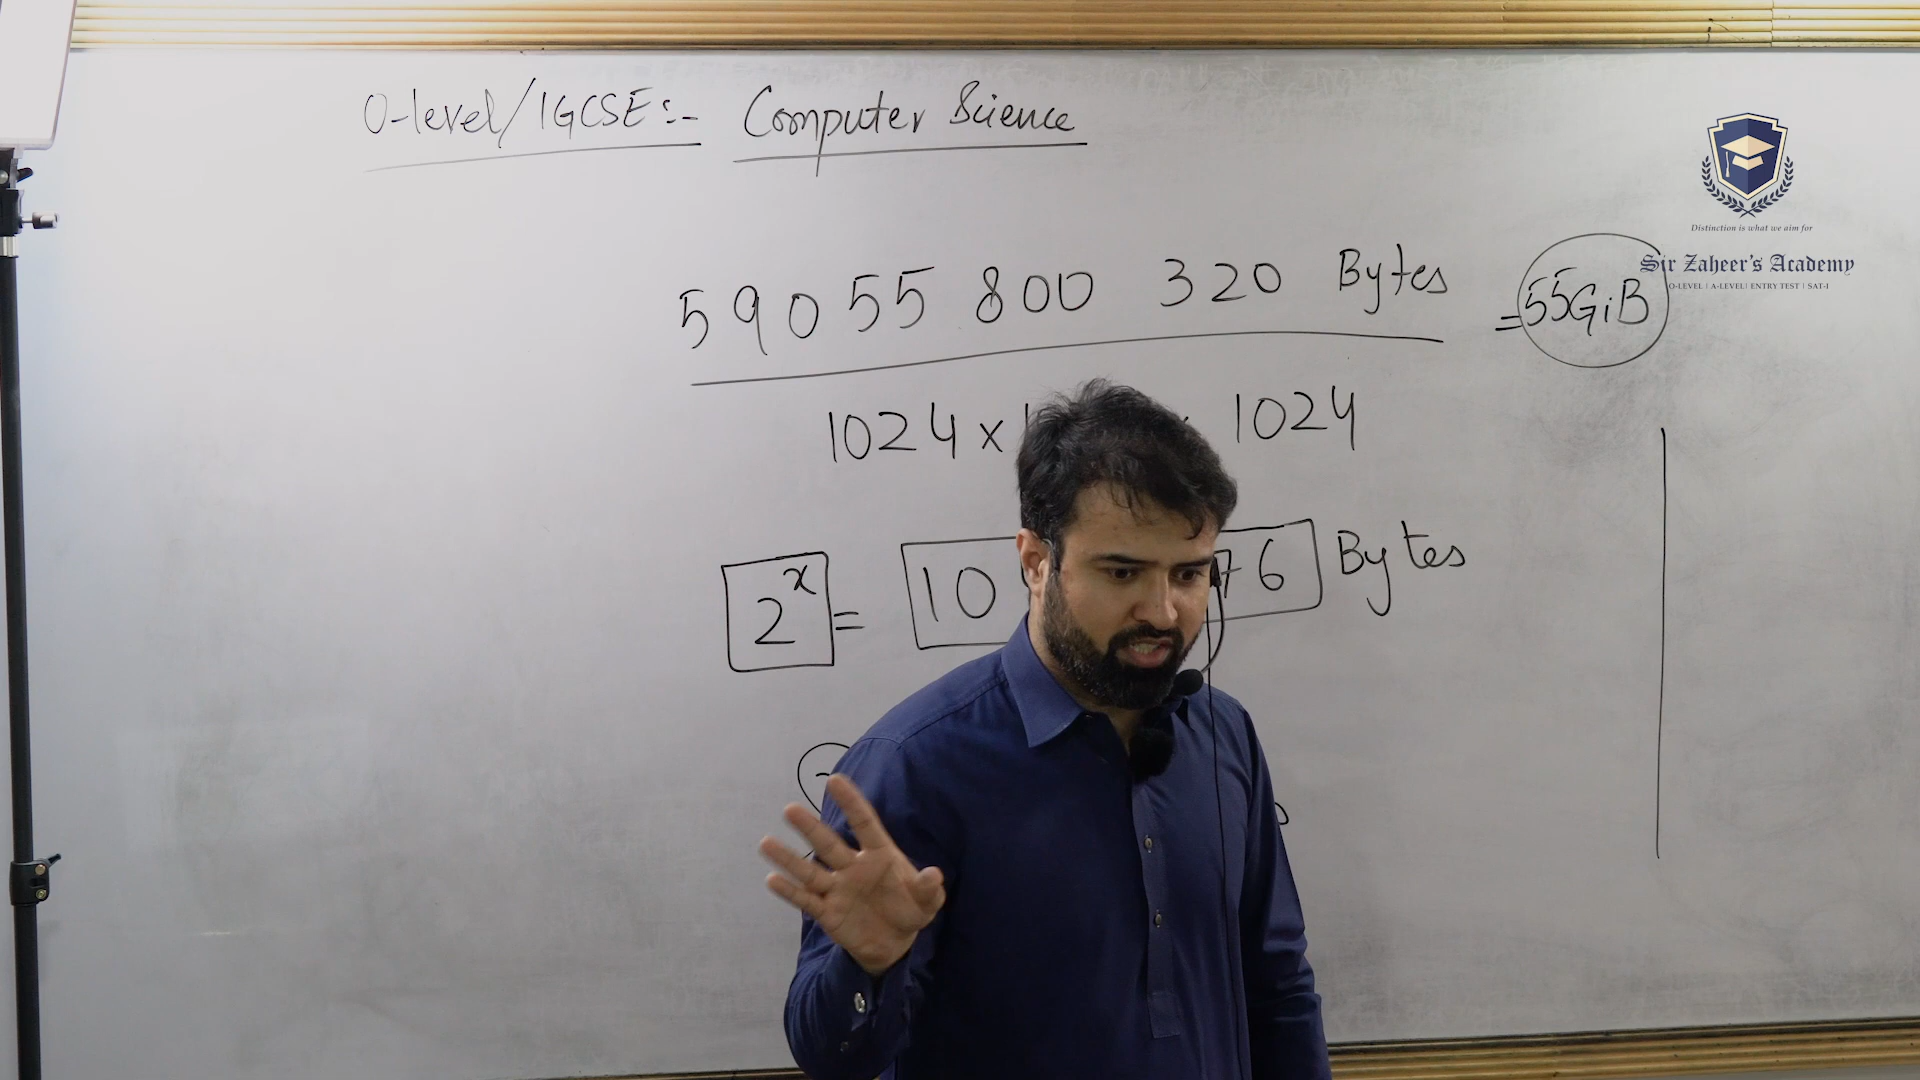 O-level/IGCSE:- Computer Science
Distinction is what we aim for
Sir Zaheer's Academy
O-LEVEL | A-LEVEL | ENTRY TEST | SAT-I
59055 800 320 Bytes = 55GiB
1024 x 1024
2^x = 10 76 Bytes